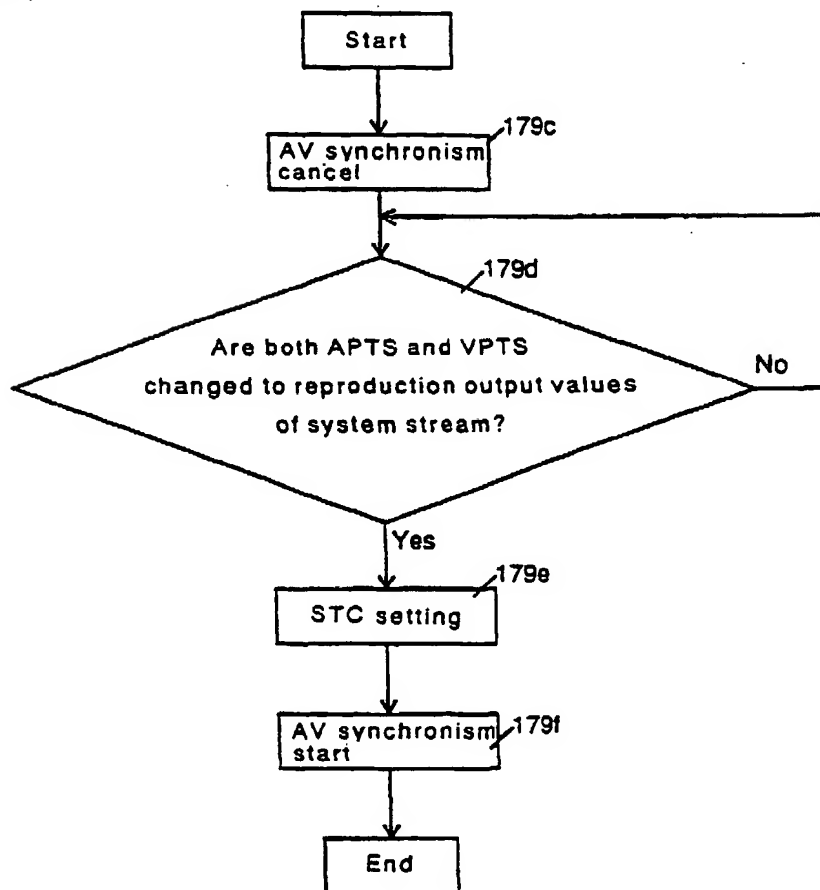 Start
179c
AV synchronism
cancel
179d
Are both APTS and VPTS
changed to reproduction output values
of system stream?
No
Yes
179e
STC setting
179f
AV synchronism
start
End